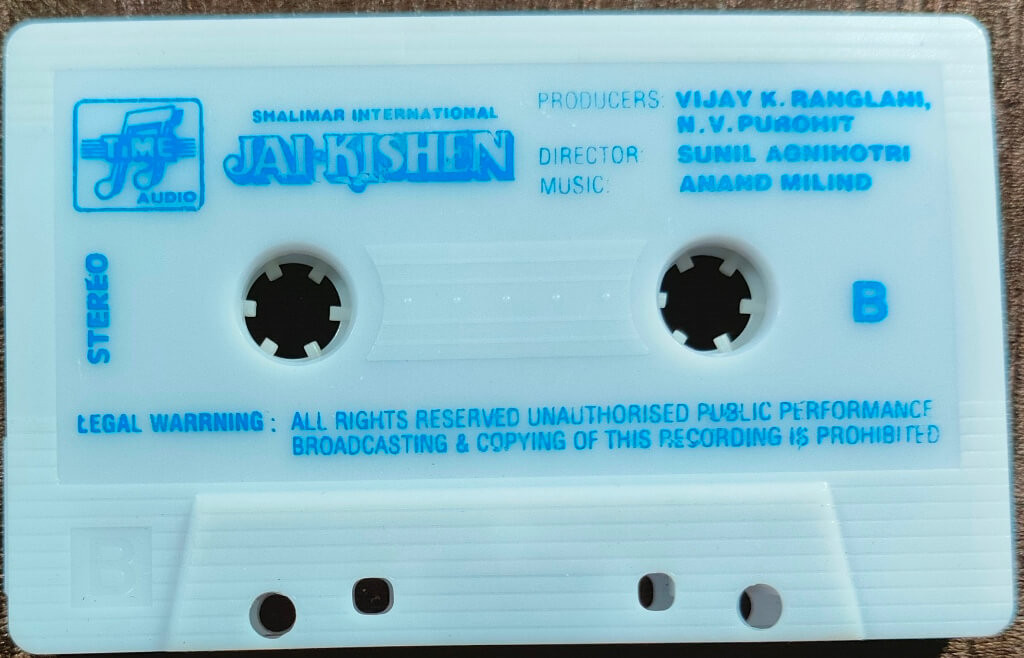 TIME
AUDIO
SHALIMAR INTERNATIONAL
JAI-KISHEN
PRODUCERS: VIJAY K. RANGLANI,
N. V. PUROHIT
DIRECTOR: SUNIL AGNIHOTRI
MUSIC: ANAND MILIND
STEREO
B
LEGAL WARRNING : ALL RIGHTS RESERVED UNAUTHORISED PUBLIC PERFORMANCE
BROADCASTING & COPYING OF THIS RECORDING IS PROHIBITED
B